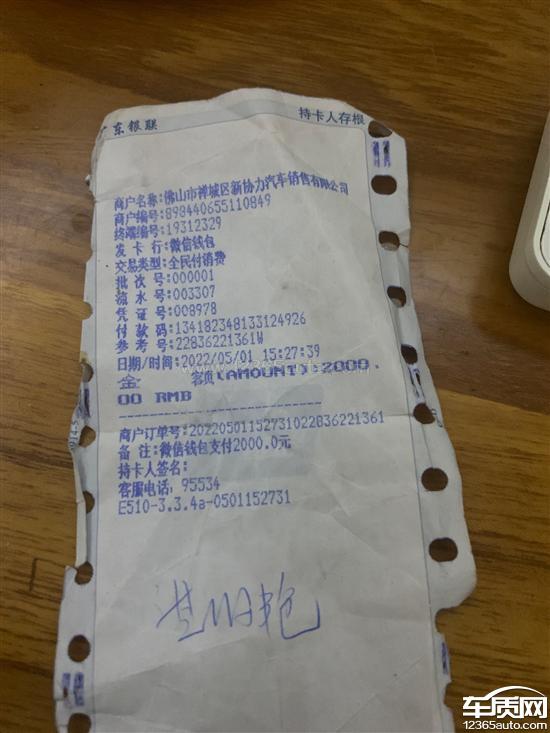 东银联
持卡人存根
商户名称:佛山市禅城区新协力汽车销售有限公司
商户编号:898440655110849
终端编号:19312329
发 卡 行:微信钱包
交易类型:全民付消费
批 次 号:000001
流 水 号:003307
凭 证 号:008978
付 款 码:134182348133124926
参 考 号:22836221361W
日期/时间:2022/05/01 15:27:39
金 额(AMOUNT):2000.
00 RMB
商户订单号:20220501152731022836221361
备 注:微信钱包支付2000.0元
持卡人签名:
客服电话: 95534
E510-3.3.4a-0501152731
车质网
12365auto.com